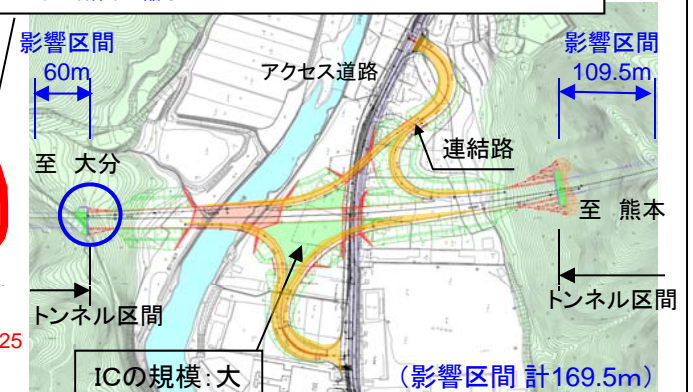 影響区間
60m
アクセス道路
影響区間
109.5m
連結路
至 大分
至 熊本
トンネル区間
トンネル区間
25
ICの規模:大
(影響区間 計169.5m)